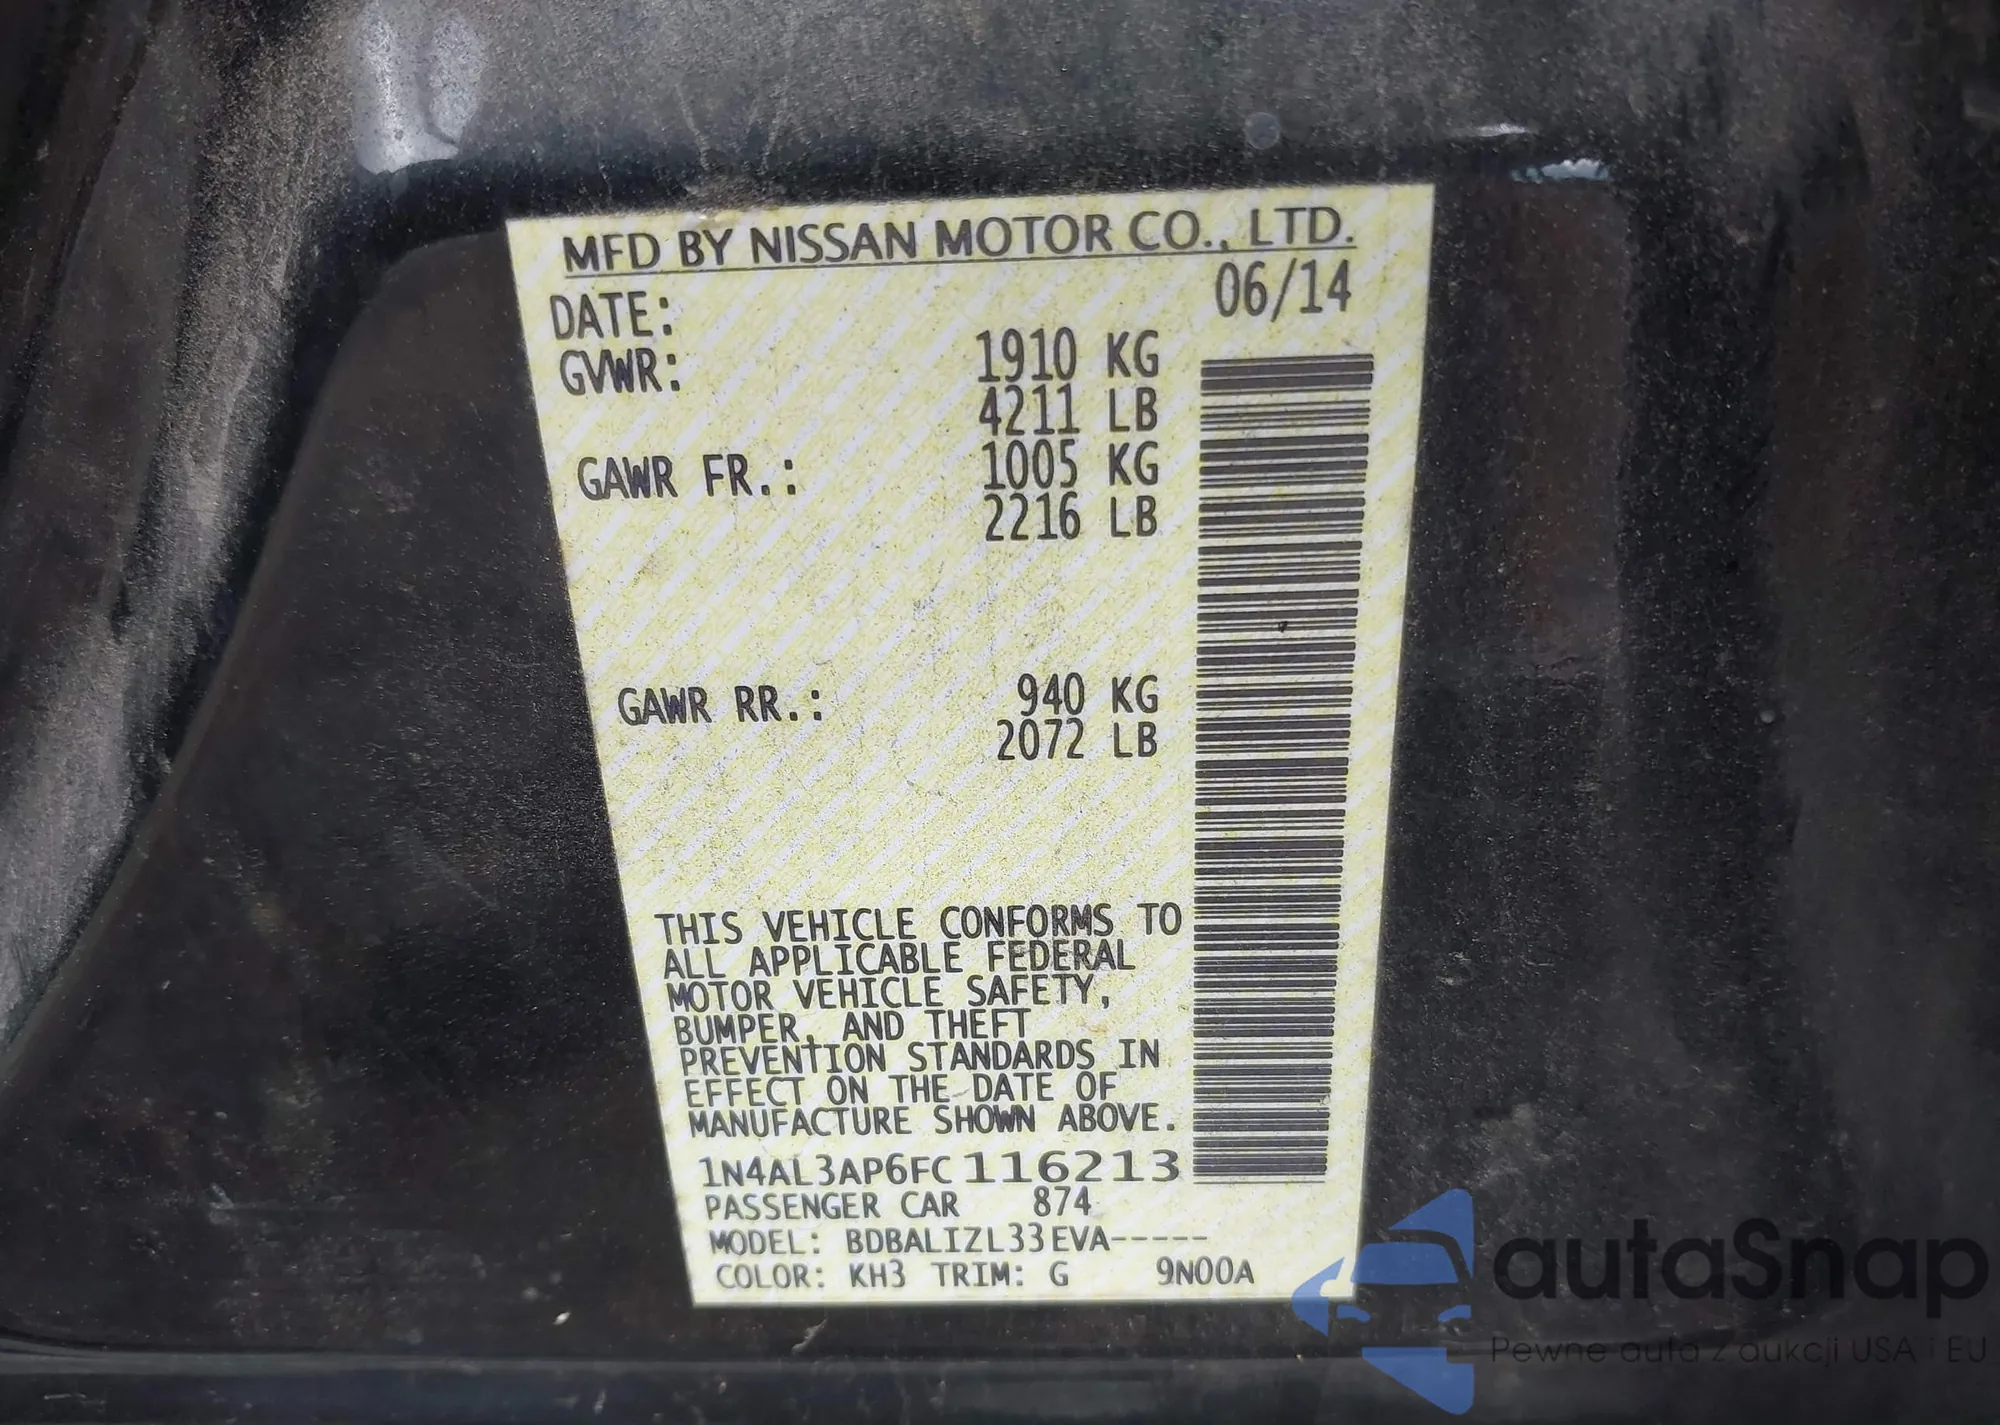 MFD BY NISSAN MOTOR CO., LTD.
DATE: 06/14
GVWR: 1910 KG
4211 LB
GAWR FR.: 1005 KG
2216 LB
GAWR RR.: 940 KG
2072 LB
THIS VEHICLE CONFORMS TO
ALL APPLICABLE FEDERAL
MOTOR VEHICLE SAFETY,
BUMPER, AND THEFT
PREVENTION STANDARDS IN
EFFECT ON THE DATE OF
MANUFACTURE SHOWN ABOVE.
1N4AL3AP6FC116213
PASSENGER CAR 874
MODEL: BDBALIZL33EVA-----
COLOR: KH3 TRIM: G 9N00A
autaSnap
Pewne auta z aukcji USA i EU